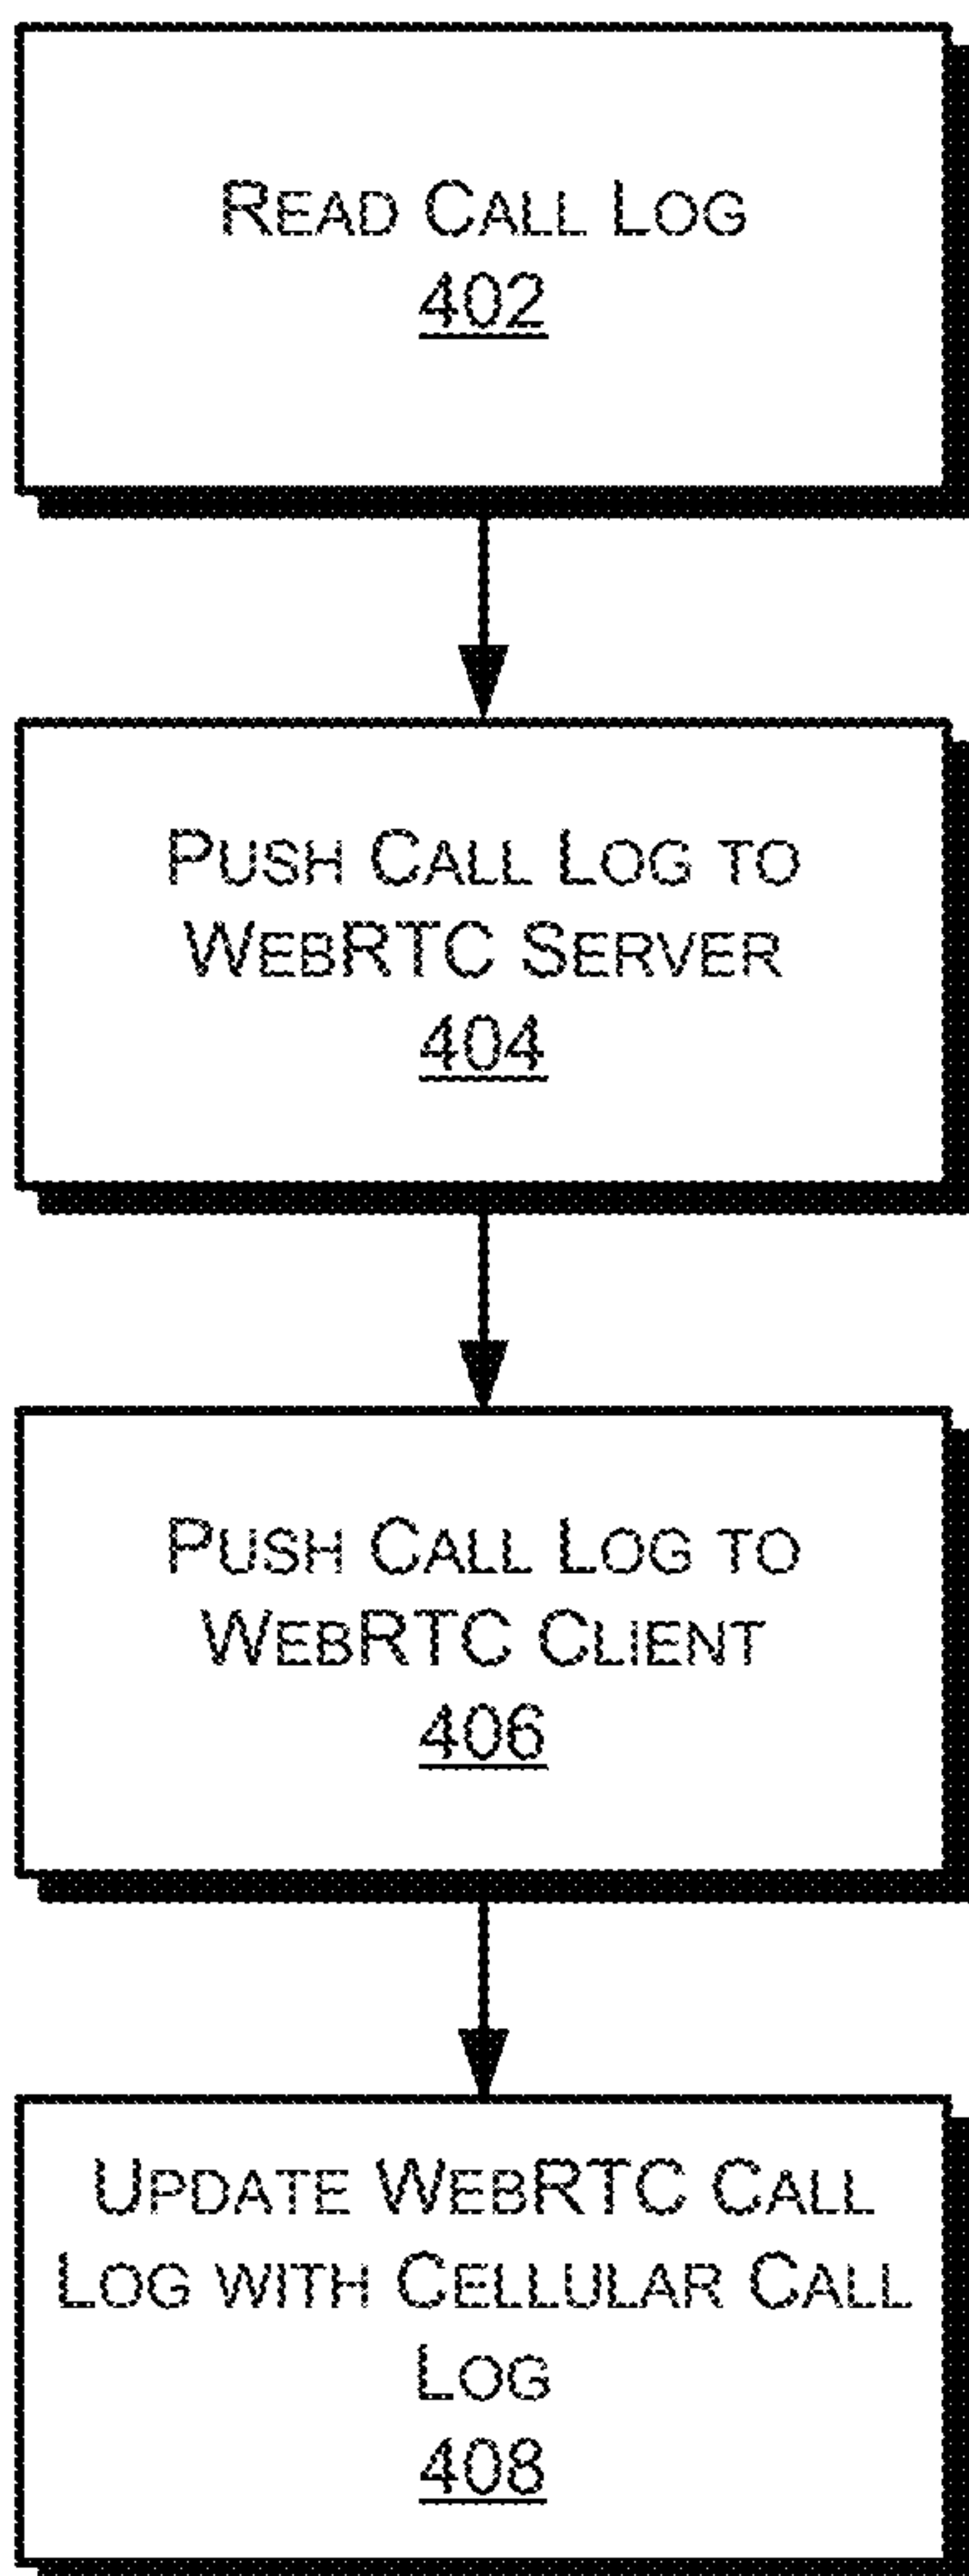 READ CALL LOG
402
PUSH CALL LOG TO
WEBRTC SERVER
404
PUSH CALL LOG TO
WEBRTC CLIENT
406
UPDATE WEBRTC CALL
LOG WITH CELLULAR CALL
LOG
408